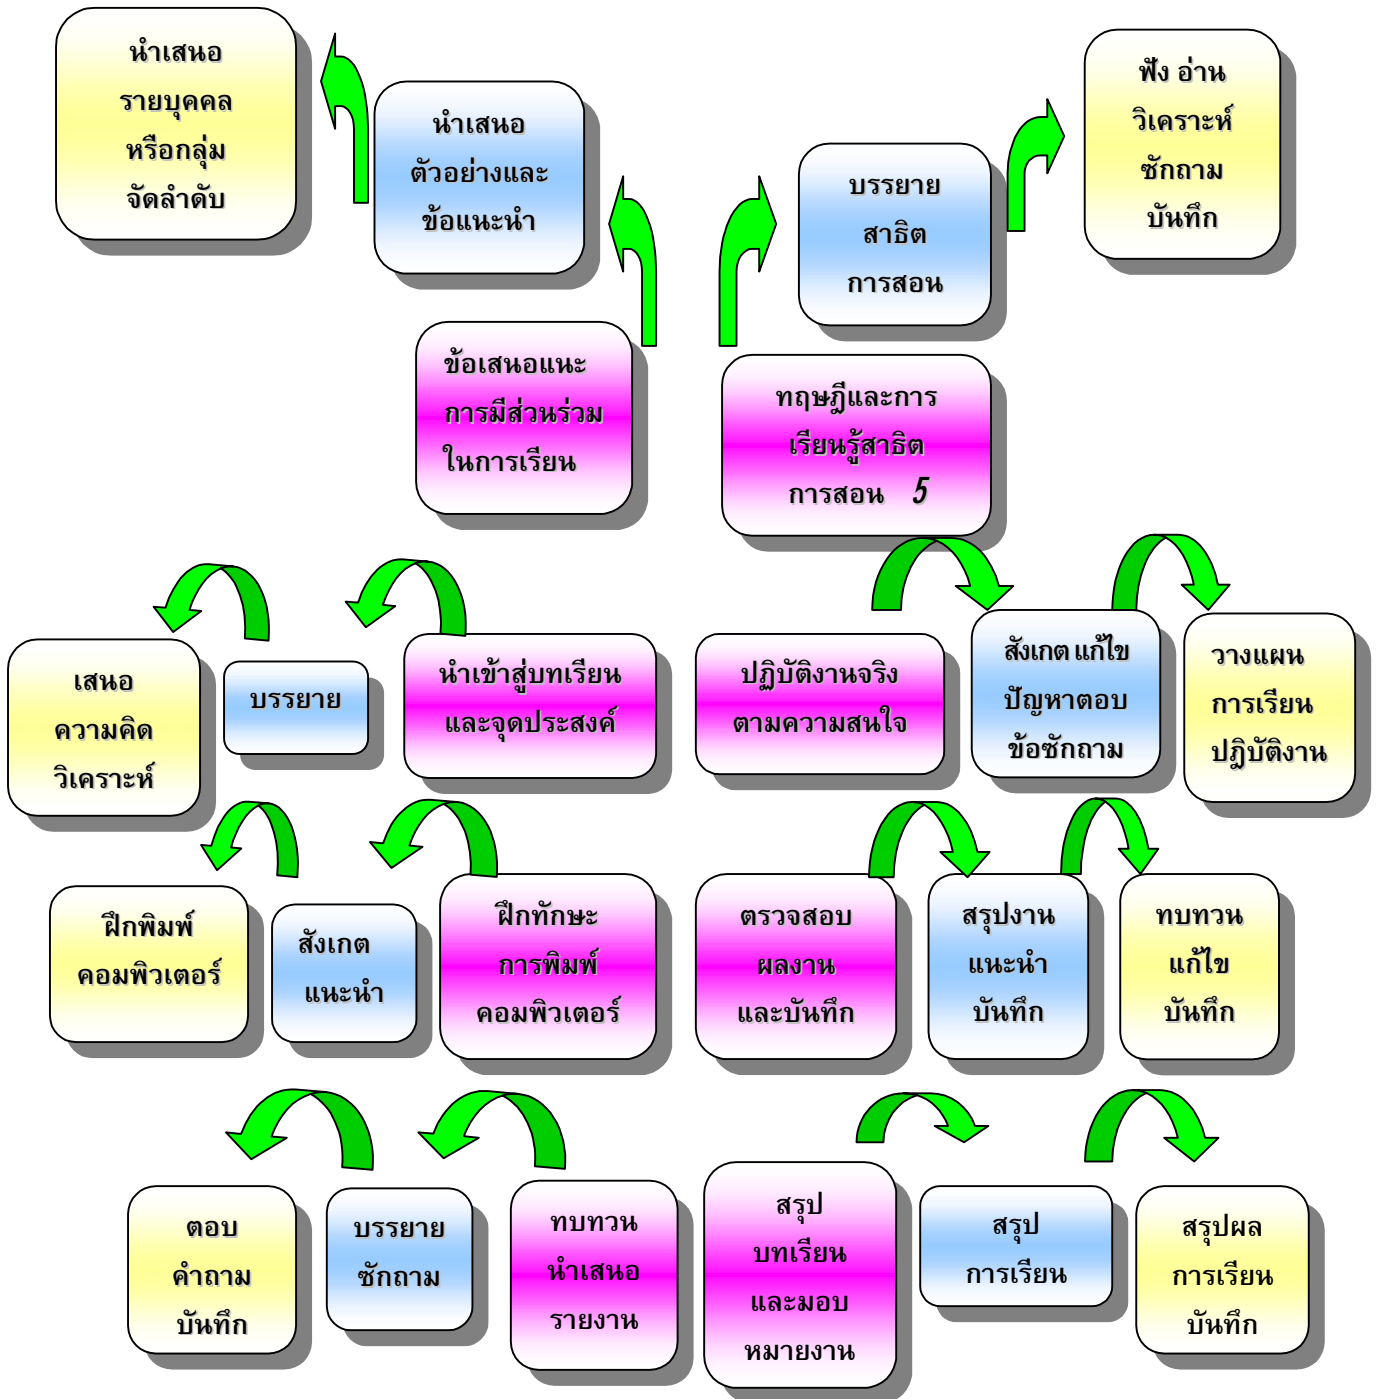 นำเสนอ
รายบุคคล
หรือกลุ่ม
จัดลำดับ
นำเสนอ
ตัวอย่างและ
ข้อแนะนำ
บรรยาย
สาธิต
การสอน
ฟัง อ่าน
วิเคราะห์
ซักถาม
บันทึก
ข้อเสนอแนะ
การมีส่วนร่วม
ในการเรียน
ทฤษฎีและการ
เรียนรู้สาธิต
การสอน 5
เสนอ
ความคิด
วิเคราะห์
บรรยาย
นำเข้าสู่บทเรียน
และจุดประสงค์
ปฏิบัติงานจริง
ตามความสนใจ
สังเกต แก้ไข
ปัญหาตอบ
ข้อซักถาม
วางแผน
การเรียน
ปฎิบัติงาน
ฝึกพิมพ์
คอมพิวเตอร์
สังเกต
แนะนำ
ฝึกทักษะ
การพิมพ์
คอมพิวเตอร์
ตรวจสอบ
ผลงาน
และบันทึก
สรุปงาน
แนะนำ
บันทึก
ทบทวน
แก้ไข
บันทึก
ตอบ
คำถาม
บันทึก
บรรยาย
ซักถาม
ทบทวน
นำเสนอ
รายงาน
สรุป
บทเรียน
และมอบ
หมายงาน
สรุป
การเรียน
สรุปผล
การเรียน
บันทึก